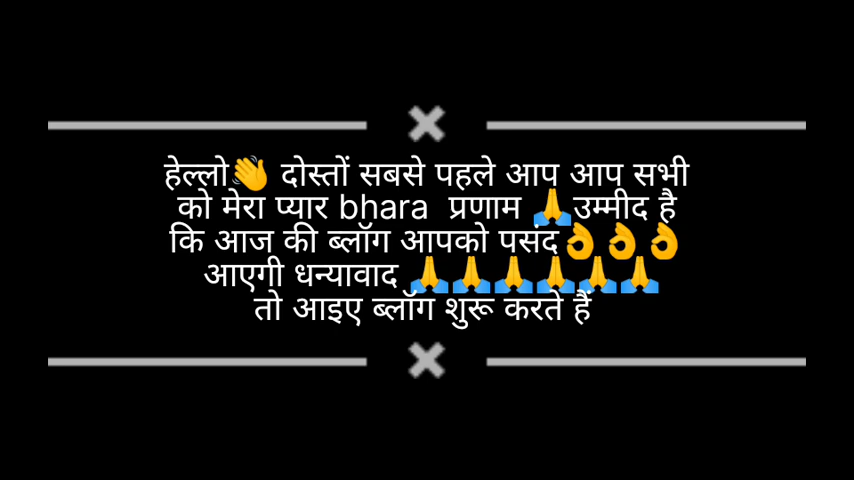 हेल्लो👋 दोस्तों सबसे पहले आप आप सभी
को मेरा प्यार bhara प्रणाम 🙏उम्मीद है
कि आज की ब्लॉग आपको पसंद👌👌👌
आएगी धन्यावाद 🙏🙏🙏🙏🙏🙏
तो आइए ब्लॉग शुरू करते हैं